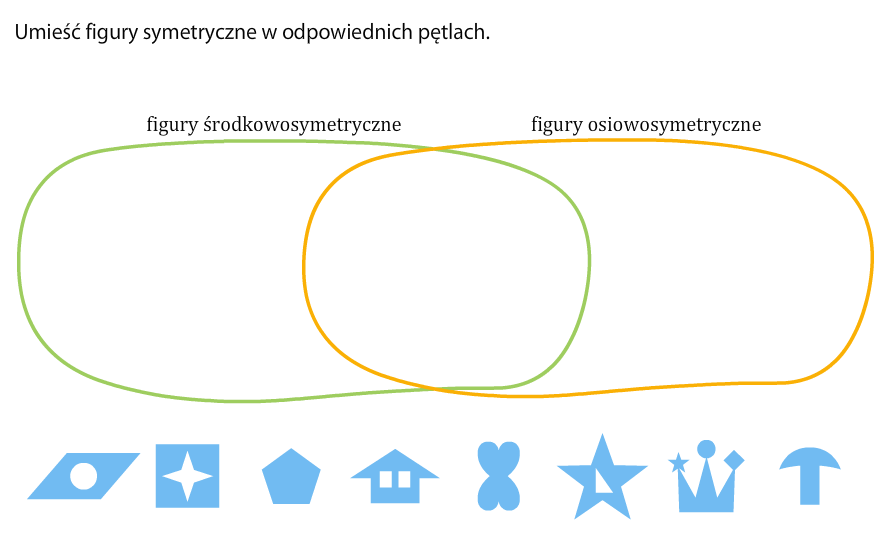 Umieść figury symetryczne w odpowiednich pętlach.
figury środkowosymetryczne
figury osiowosymetryczne